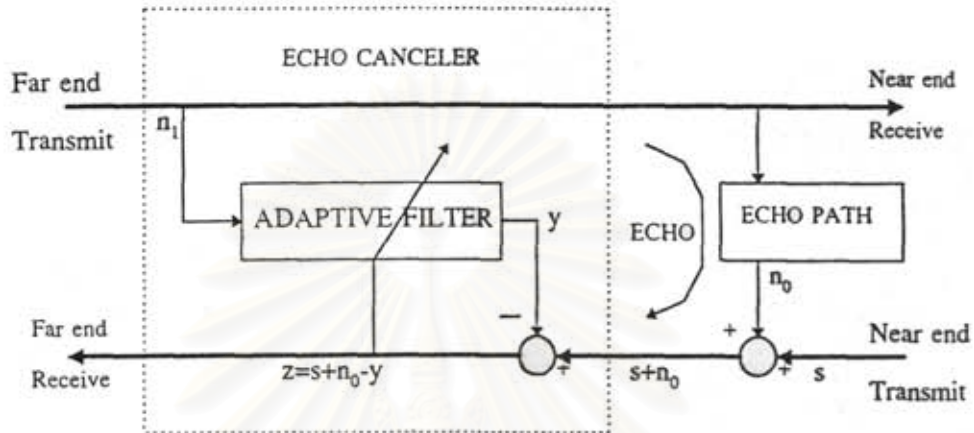 ECHO CANCELER
Far end
Near end
n₁
Transmit
Receive
ADAPTIVE FILTER
y
ECHO
ECHO PATH
n₀
−
+
Far end
Near end
Receive
z=s+n₀-y
+
s+n₀
+
s
Transmit